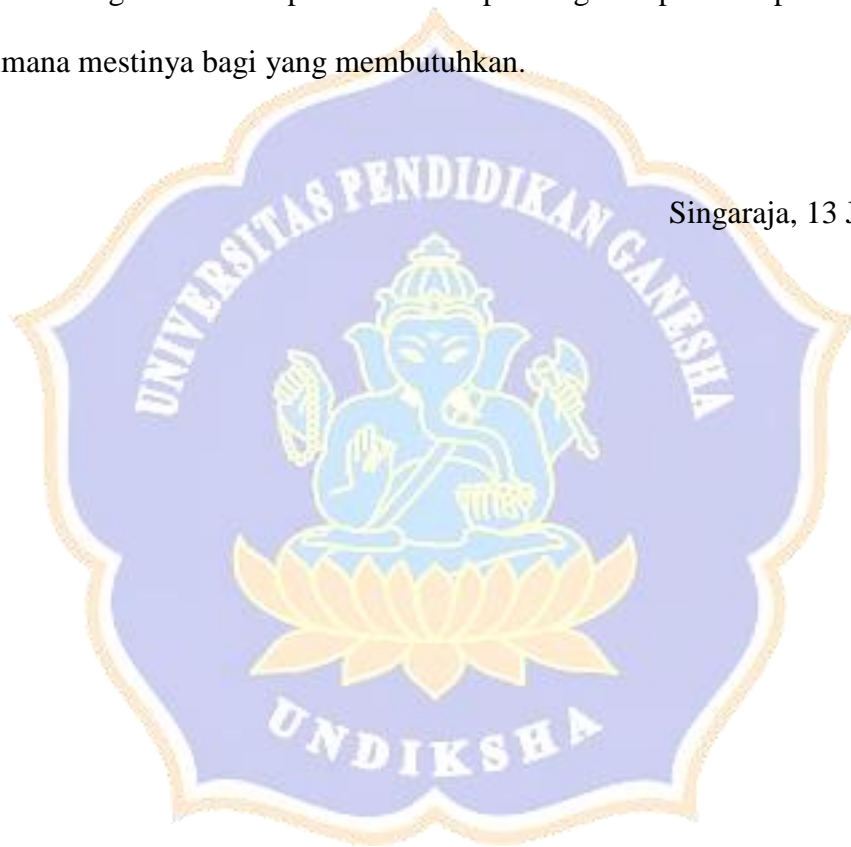 mana mestinya bagi yang membutuhkan.
Singaraja, 13 J
UNIVERSITAS PENDIDIKAN GANESHA
UNDIKSHA